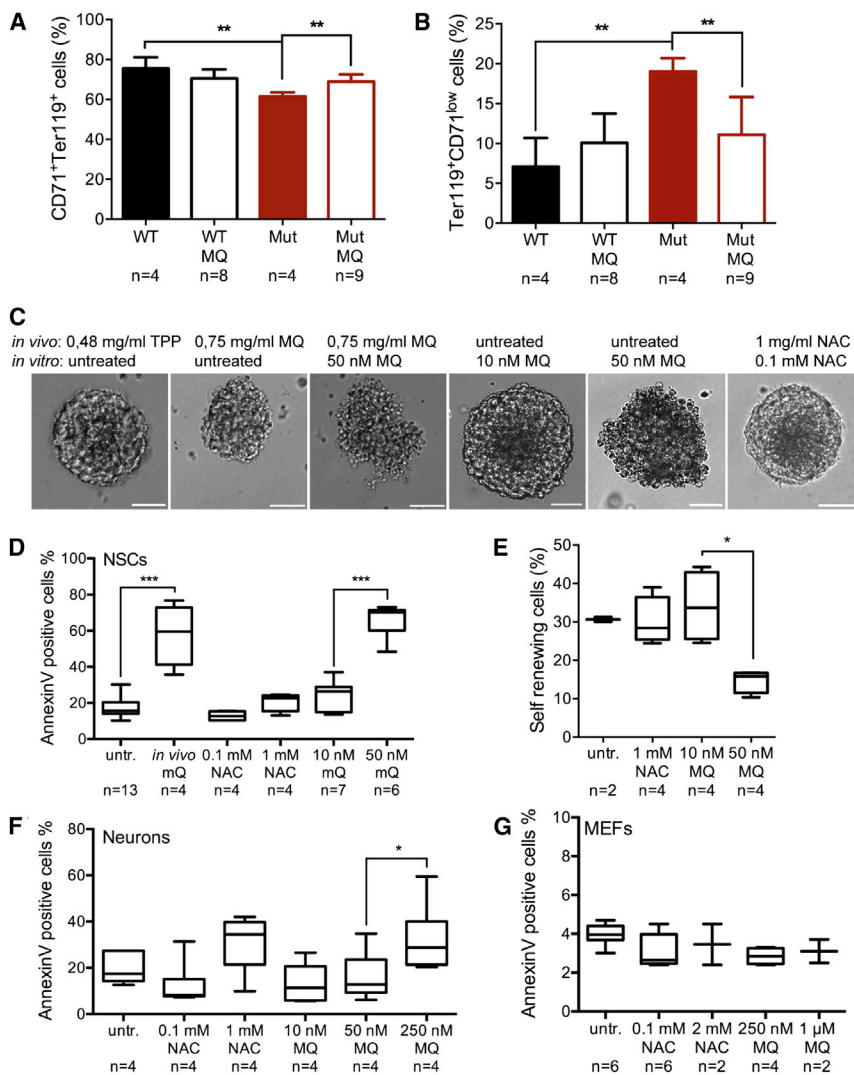 A
CD71+Ter119+ cells (%)
100
80
60
40
20
0
**
**
WT
WT MQ
Mut
Mut MQ
n=4
n=8
n=4
n=9
B
Ter119+CD71low cells (%)
25
20
15
10
5
0
**
**
WT
WT MQ
Mut
Mut MQ
n=4
n=8
n=4
n=9
C
in vivo: 0,48 mg/ml TPP
in vitro: untreated
0,75 mg/ml MQ
untreated
0,75 mg/ml MQ
50 nM MQ
untreated
10 nM MQ
untreated
50 nM MQ
1 mg/ml NAC
0.1 mM NAC
D
NSCs
AnnexinV positive cells %
100
80
60
40
20
0
***
***
untr.
in vivo mQ
0.1 mM NAC
1 mM NAC
10 nM mQ
50 nM mQ
n=13
n=4
n=4
n=4
n=7
n=6
E
Self renewing cells (%)
50
40
30
20
10
0
*
untr.
1 mM NAC
10 nM MQ
50 nM MQ
n=2
n=4
n=4
n=4
F
Neurons
AnnexinV positive cells %
80
60
40
20
0
*
untr.
0.1 mM NAC
1 mM NAC
10 nM MQ
50 nM MQ
250 nM MQ
n=4
n=4
n=4
n=4
n=4
n=4
G
MEFs
AnnexinV positive cells %
10
8
6
4
2
0
untr.
0.1 mM NAC
2 mM NAC
250 nM MQ
1 µM MQ
n=6
n=6
n=2
n=4
n=2